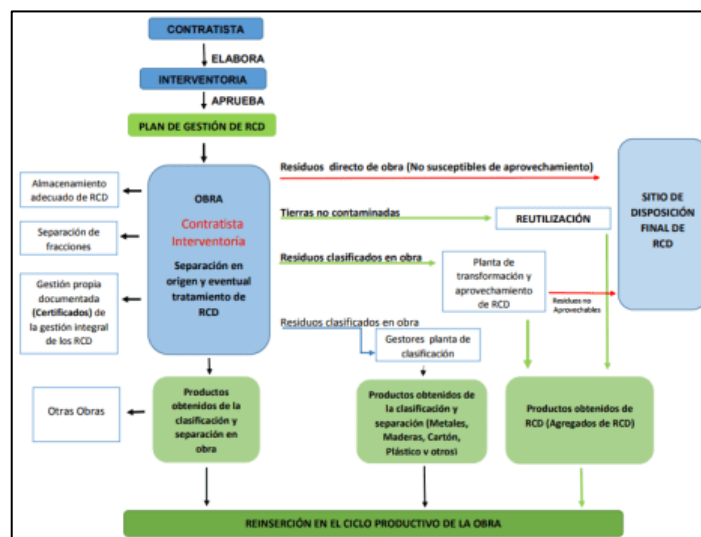 CONTRATISTA
ELABORA
INTERVENTORIA
APRUEBA
PLAN DE GESTIÓN DE RCD
Almacenamiento
adecuado de RCD
Separación de
fracciones
Gestión propia
documentada
(Certificados) de
la gestión integral
de los RCD
OBRA
Contratista
Interventoría
Separación en
origen y eventual
tratamiento de
RCD
Residuos directo de obra (No susceptibles de aprovechamiento)
Tierras no contaminadas
REUTILIZACIÓN
SITIO DE
DISPOSICIÓN
FINAL DE
RCD
Residuos clasificados en obra
Planta de
transformación y
aprovechamiento
de RCD
Residuos no
Aprovechables
Residuos clasificados en obra
Gestores planta de
clasificación
Otras Obras
Productos
obtenidos de la
clasificación y
separación en
obra
Productos obtenidos de
la clasificación y
separación (Metales,
Maderas, Cartón,
Plástico y otros)
Productos obtenidos de
RCD (Agregados de RCD)
REINSERCIÓN EN EL CICLO PRODUCTIVO DE LA OBRA